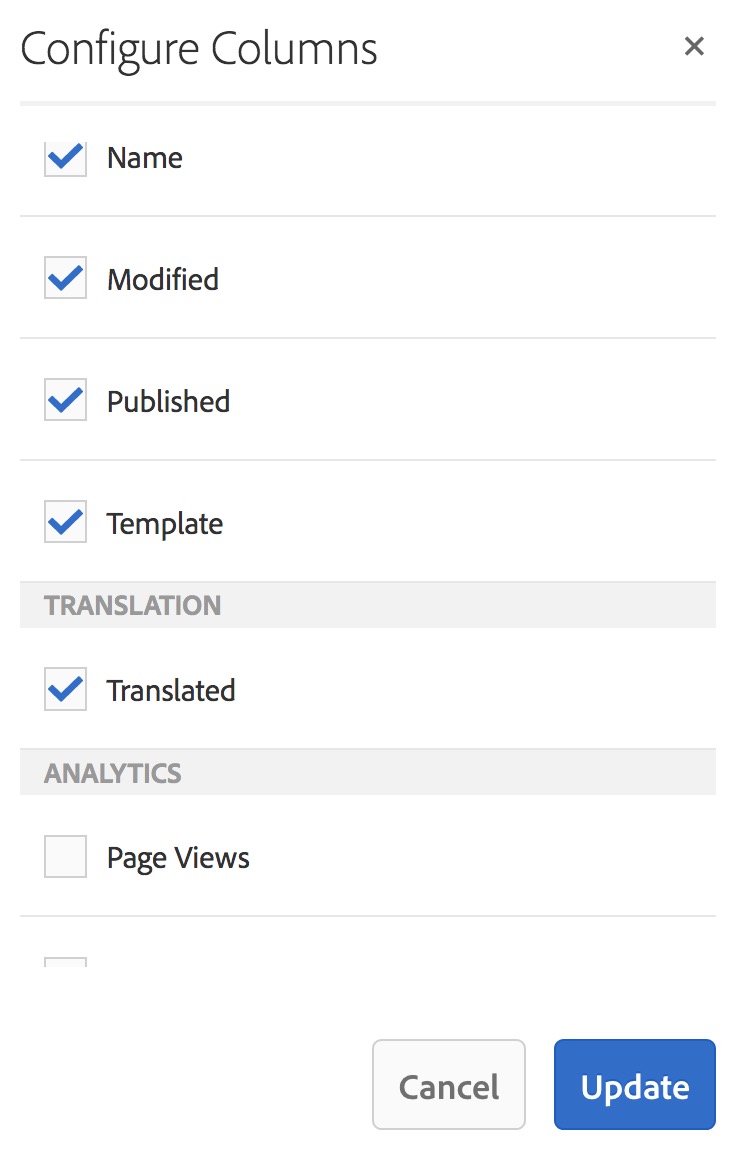 Configure Columns
Name
Modified
Published
Template
TRANSLATION
Translated
ANALYTICS
Page Views
Cancel
Update